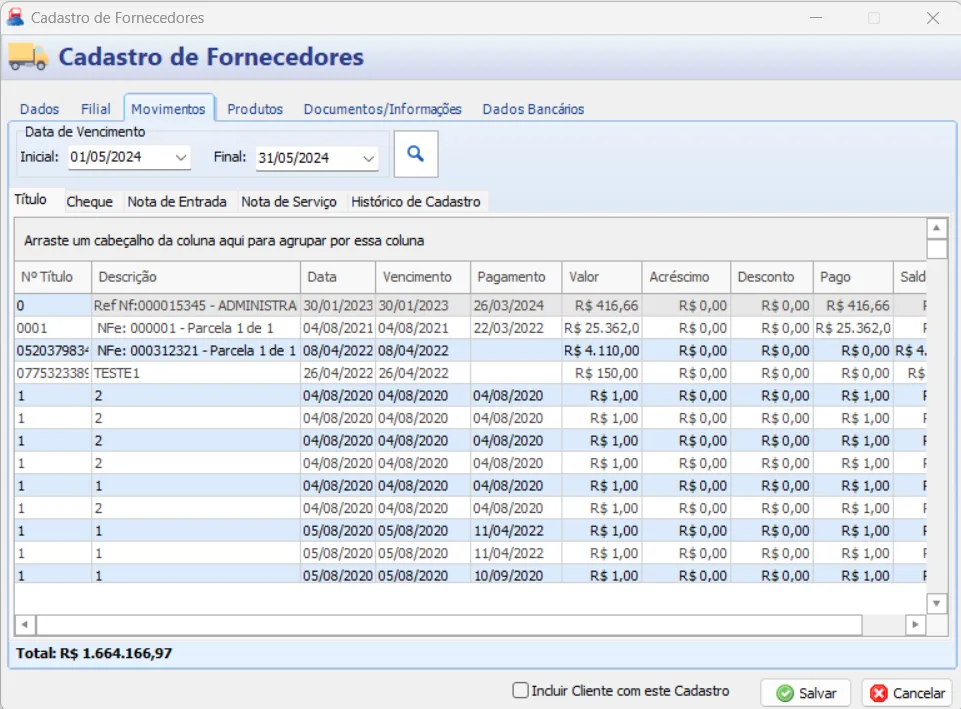 Cadastro de Fornecedores
Cadastro de Fornecedores
Dados Filial Movimentos Produtos Documentos/Informações Dados Bancários
Data de Vencimento
Inicial: 01/05/2024 Final: 31/05/2024
Título Cheque Nota de Entrada Nota de Serviço Histórico de Cadastro
Arraste um cabeçalho da coluna aqui para agrupar por essa coluna
Nº Título Descrição Data Vencimento Pagamento Valor Acréscimo Desconto Pago Sald
0 Ref Nf:000015345 - ADMINISTRA 30/01/2023 30/01/2023 26/03/2024 R$ 416,66 R$ 0,00 R$ 0,00 R$ 416,66
0001 NFe: 000001 - Parcela 1 de 1 04/08/2021 04/08/2021 22/03/2022 R$ 25.362,0 R$ 0,00 R$ 0,00 R$ 25.362,0
0520379834 NFe: 000312321 - Parcela 1 de 1 08/04/2022 08/04/2022 R$ 4.110,00 R$ 0,00 R$ 0,00 R$ 0,00 R$ 4.
0775323389 TESTE1 26/04/2022 26/04/2022 R$ 150,00 R$ 0,00 R$ 0,00 R$ 0,00 R$
1 2 04/08/2020 04/08/2020 04/08/2020 R$ 1,00 R$ 0,00 R$ 0,00 R$ 1,00
1 2 04/08/2020 04/08/2020 04/08/2020 R$ 1,00 R$ 0,00 R$ 0,00 R$ 1,00
1 2 04/08/2020 04/08/2020 04/08/2020 R$ 1,00 R$ 0,00 R$ 0,00 R$ 1,00
1 2 04/08/2020 04/08/2020 04/08/2020 R$ 1,00 R$ 0,00 R$ 0,00 R$ 1,00
1 1 04/08/2020 04/08/2020 04/08/2020 R$ 1,00 R$ 0,00 R$ 0,00 R$ 1,00
1 2 04/08/2020 04/08/2020 04/08/2020 R$ 1,00 R$ 0,00 R$ 0,00 R$ 1,00
1 1 05/08/2020 05/08/2020 11/04/2022 R$ 1,00 R$ 0,00 R$ 0,00 R$ 1,00
1 1 05/08/2020 05/08/2020 11/04/2022 R$ 1,00 R$ 0,00 R$ 0,00 R$ 1,00
1 1 05/08/2020 05/08/2020 10/09/2020 R$ 1,00 R$ 0,00 R$ 0,00 R$ 1,00
Total: R$ 1.664.166,97
Incluir Cliente com este Cadastro Salvar Cancelar